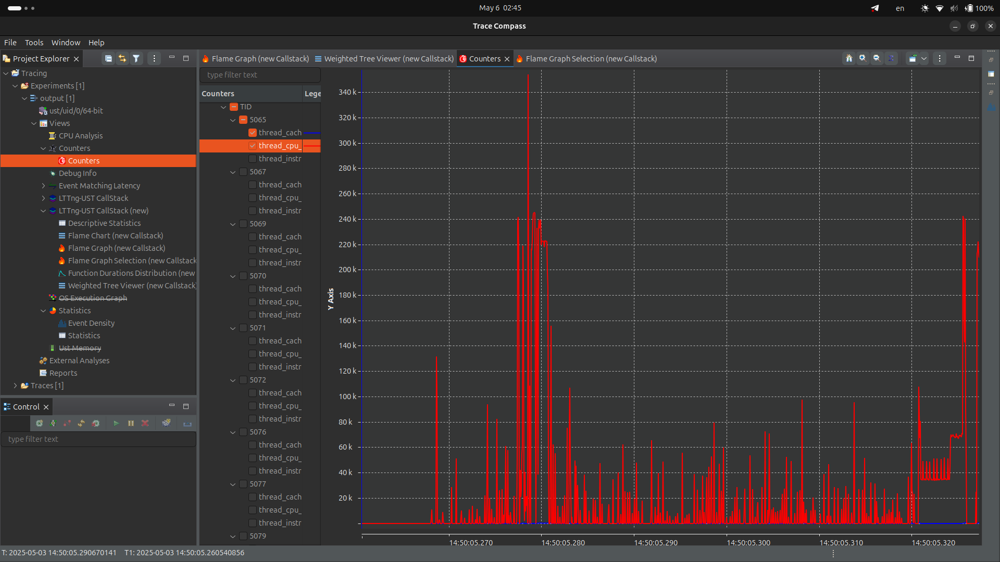 May 6 02:45
en
100%
Trace Compass
File Tools Window Help
Project Explorer
Tracing
Experiments [1]
output [1]
ust/uid/0/64-bit
Views
CPU Analysis
Counters
Counters
Debug Info
Event Matching Latency
LTTng-UST CallStack
LTTng-UST CallStack (new)
Descriptive Statistics
Flame Chart (new Callstack)
Flame Graph (new Callstack)
Flame Graph Selection (new Callstack
Function Durations Distribution (new
Weighted Tree Viewer (new Callstack)
OS Execution Graph
Statistics
Event Density
Statistics
Ust Memory
External Analyses
Reports
Traces [1]
Control
type filter text
Flame Graph (new Callstack) Weighted Tree Viewer (new Callstack) Counters Flame Graph Selection (new Callstack)
type filter text
Counters Lege
TID
5065
thread_cach
thread_cpu_
thread_instr
5067
thread_cach
thread_cpu_
thread_instr
5069
thread_cach
thread_cpu_
thread_instr
5070
thread_cach
thread_cpu_
thread_instr
5071
thread_cach
thread_cpu_
thread_instr
5072
thread_cach
thread_cpu_
thread_instr
5076
thread_cach
thread_cpu_
thread_instr
5077
thread_cach
thread_cpu_
thread_instr
5079
Y Axis
340 k
320 k
300 k
280 k
260 k
240 k
220 k
200 k
180 k
160 k
140 k
120 k
100 k
80 k
60 k
40 k
20 k
14:50:05.270 14:50:05.280 14:50:05.290 14:50:05.300 14:50:05.310 14:50:05.320
T: 2025-05-03 14:50:05.290670141 T1: 2025-05-03 14:50:05.260540856